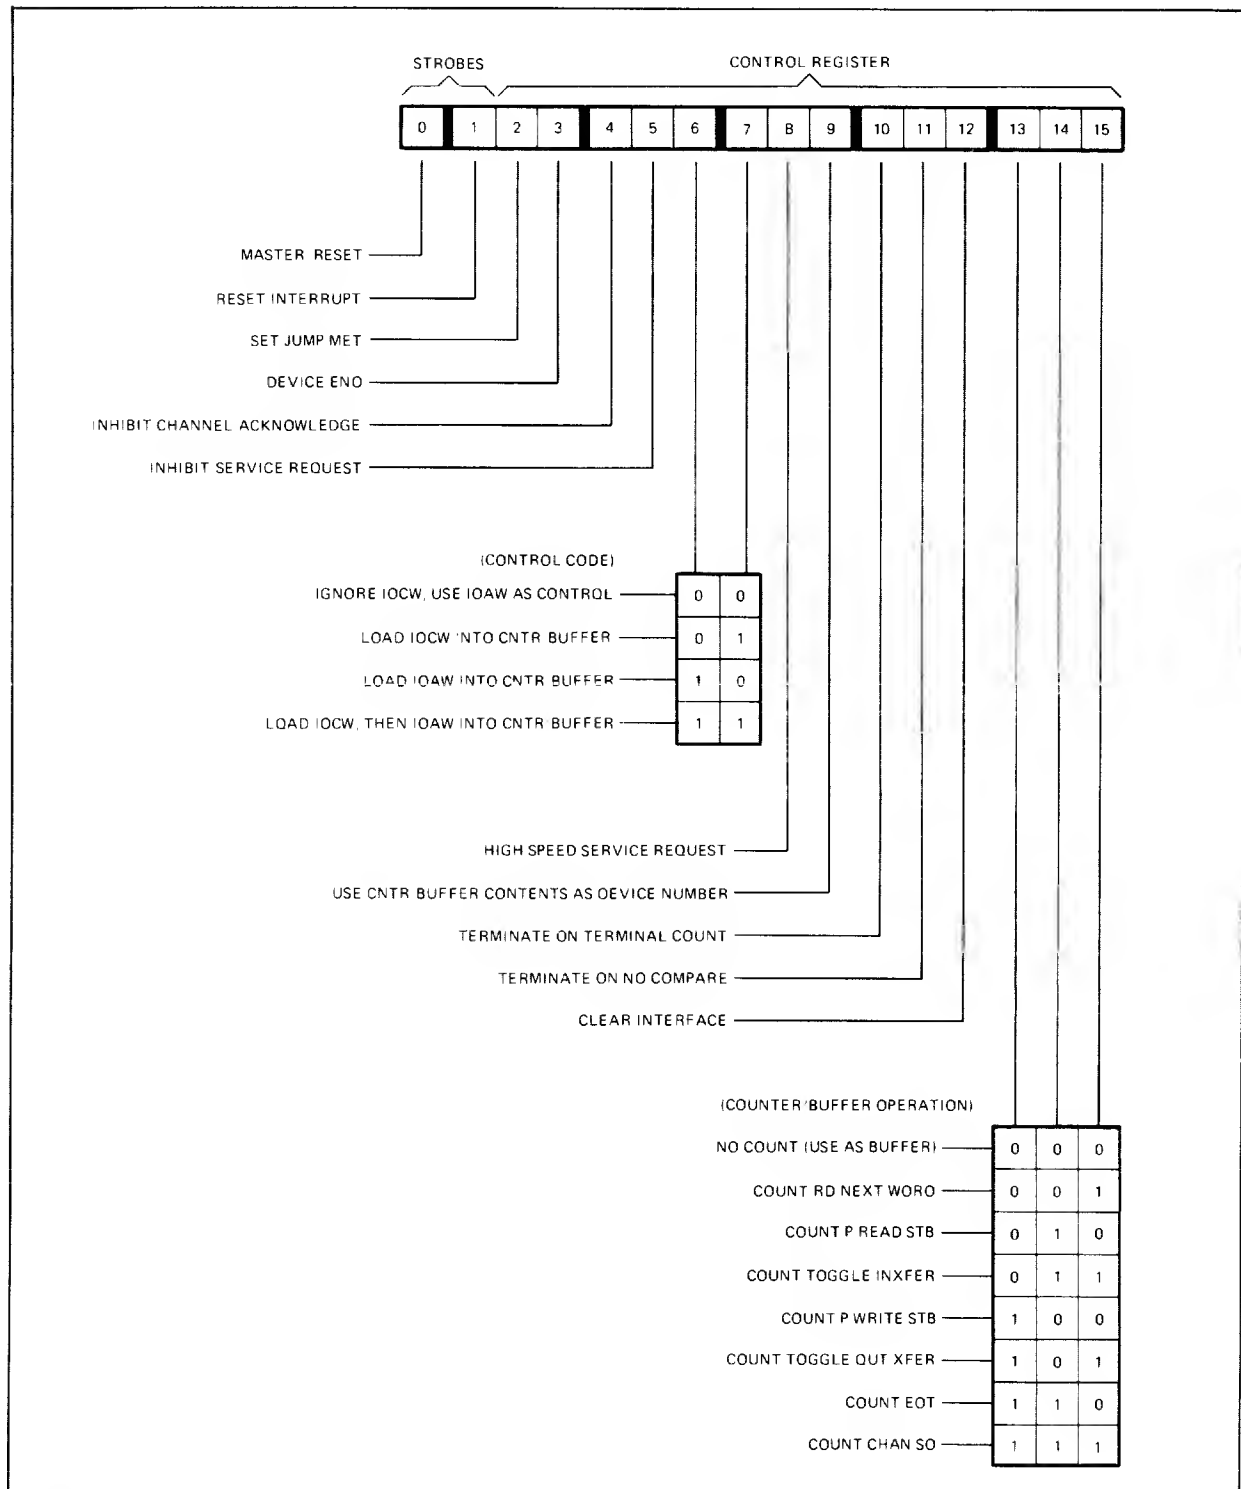 STROBES CONTROL REGISTER
0 1 2 3 4 5 6 7 8 9 10 11 12 13 14 15
MASTER RESET
RESET INTERRUPT
SET JUMP MET
DEVICE END
INHIBIT CHANNEL ACKNOWLEDGE
INHIBIT SERVICE REQUEST
(CONTROL CODE)
IGNORE IOCW, USE IOAW AS CONTROL 0 0
LOAD IOCW INTO CNTR BUFFER 0 1
LOAD IOAW INTO CNTR BUFFER 1 0
LOAD IOCW, THEN IOAW INTO CNTR BUFFER 1 1
HIGH SPEED SERVICE REQUEST
USE CNTR BUFFER CONTENTS AS DEVICE NUMBER
TERMINATE ON TERMINAL COUNT
TERMINATE ON NO COMPARE
CLEAR INTERFACE
(COUNTER/BUFFER OPERATION)
NO COUNT (USE AS BUFFER) 0 0 0
COUNT RD NEXT WORD 0 0 1
COUNT P READ STB 0 1 0
COUNT TOGGLE INXFER 0 1 1
COUNT P WRITE STB 1 0 0
COUNT TOGGLE OUT XFER 1 0 1
COUNT EOT 1 1 0
COUNT CHAN SO 1 1 1